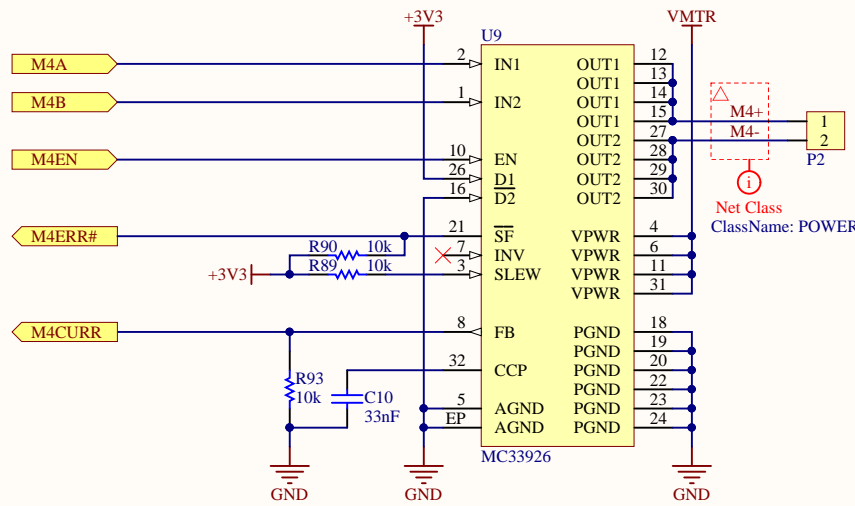 +3V3
VMTR
U9
M4A
2
IN1
OUT1
12
OUT1
13
M4B
1
IN2
OUT1
14
OUT1
15
M4+
1
OUT2
27
M4-
2
P2
M4EN
10
EN
OUT2
28
26
D1
OUT2
29
16
D2
OUT2
30
i
Net Class
ClassName: POWER
M4ERR#
21
SF
VPWR
4
R90
10k
7
INV
VPWR
6
+3V3
R89
10k
3
SLEW
VPWR
11
VPWR
31
M4CURR
8
FB
PGND
18
PGND
19
32
CCP
PGND
20
R93
10k
C10
33nF
PGND
22
5
AGND
PGND
23
EP
AGND
PGND
24
MC33926
GND
GND
GND